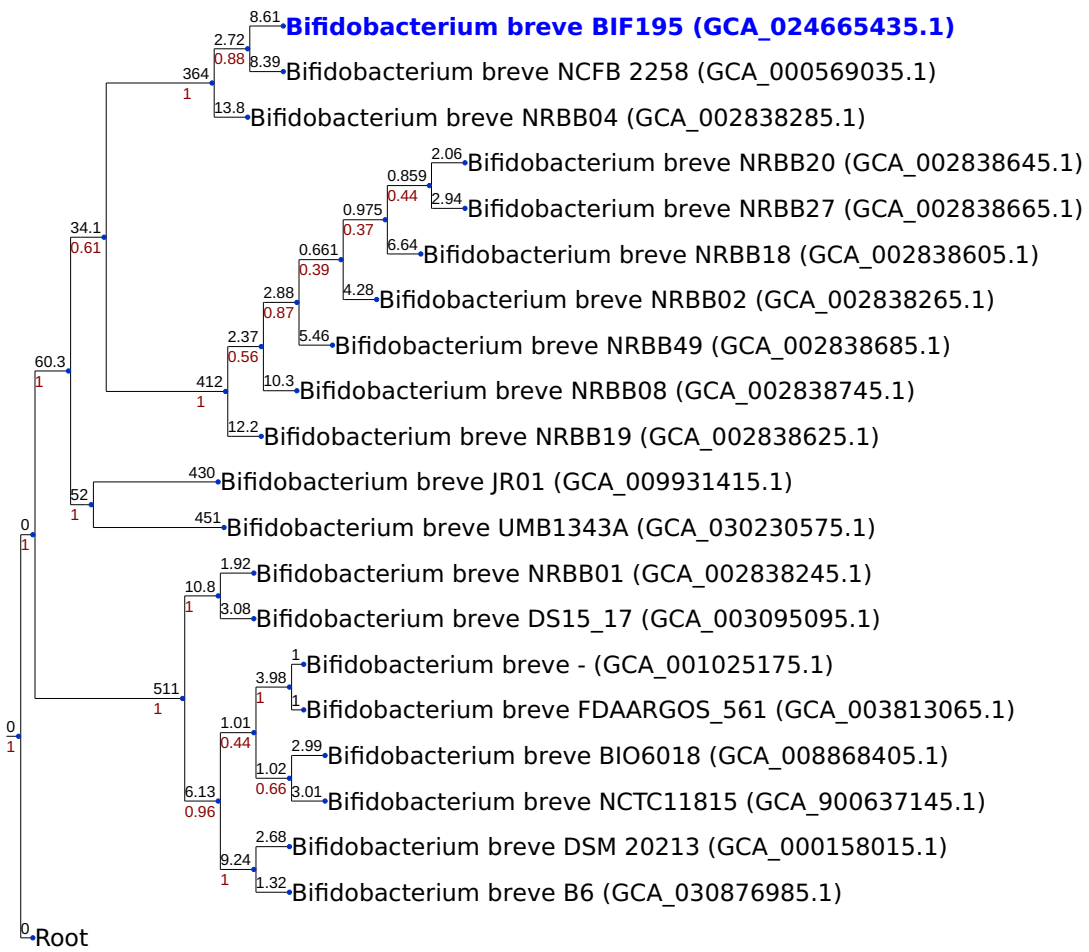 8.61
Bifidobacterium breve BIF195 (GCA_024665435.1)
2.72
0.88
8.39
Bifidobacterium breve NCFB 2258 (GCA_000569035.1)
364
1
13.8
Bifidobacterium breve NRBB04 (GCA_002838285.1)
2.06
Bifidobacterium breve NRBB20 (GCA_002838645.1)
0.859
0.44
2.94
Bifidobacterium breve NRBB27 (GCA_002838665.1)
0.975
0.37
34.1
0.61
6.64
Bifidobacterium breve NRBB18 (GCA_002838605.1)
0.661
0.39
4.28
Bifidobacterium breve NRBB02 (GCA_002838265.1)
2.88
0.87
5.46
Bifidobacterium breve NRBB49 (GCA_002838685.1)
2.37
0.56
60.3
1
10.3
Bifidobacterium breve NRBB08 (GCA_002838745.1)
412
1
12.2
Bifidobacterium breve NRBB19 (GCA_002838625.1)
430
Bifidobacterium breve JR01 (GCA_009931415.1)
52
1
451
Bifidobacterium breve UMB1343A (GCA_030230575.1)
0
1
1.92
Bifidobacterium breve NRBB01 (GCA_002838245.1)
10.8
1
3.08
Bifidobacterium breve DS15_17 (GCA_003095095.1)
1
Bifidobacterium breve - (GCA_001025175.1)
3.98
1
511
1
1
Bifidobacterium breve FDAARGOS_561 (GCA_003813065.1)
0
1
1.01
0.44
2.99
Bifidobacterium breve BIO6018 (GCA_008868405.1)
1.02
0.66
6.13
0.96
3.01
Bifidobacterium breve NCTC11815 (GCA_900637145.1)
2.68
Bifidobacterium breve DSM 20213 (GCA_000158015.1)
9.24
1
1.32
Bifidobacterium breve B6 (GCA_030876985.1)
0
Root